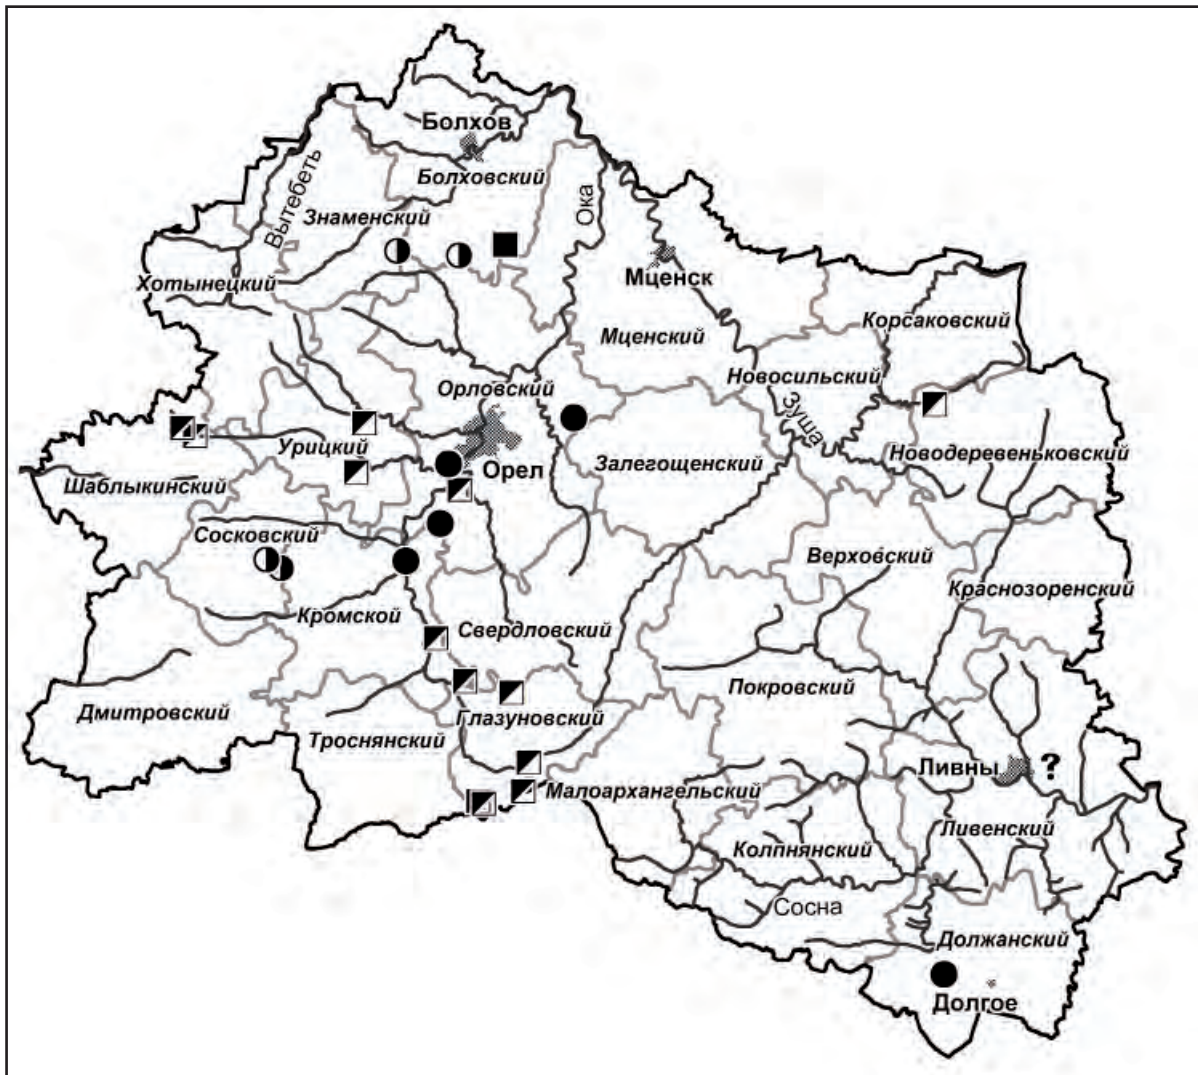 Болхов
Болховский
Вытебеть
Знаменский
Ока
Хотынецкий
Мценск
Мценский
Корсаковский
Новосильский
Орловский
Зуша
Урицкий
Орел
Залегощенский
Новодеревеньковский
Шаблыкинский
Сосковский
Верховский
Краснозоренский
Кромской
Свердловский
Покровский
Дмитровский
Глазуновский
Троснянский
Ливны ?
Малоархангельский
Ливенский
Колпнянский
Сосна
Должанский
Долгое